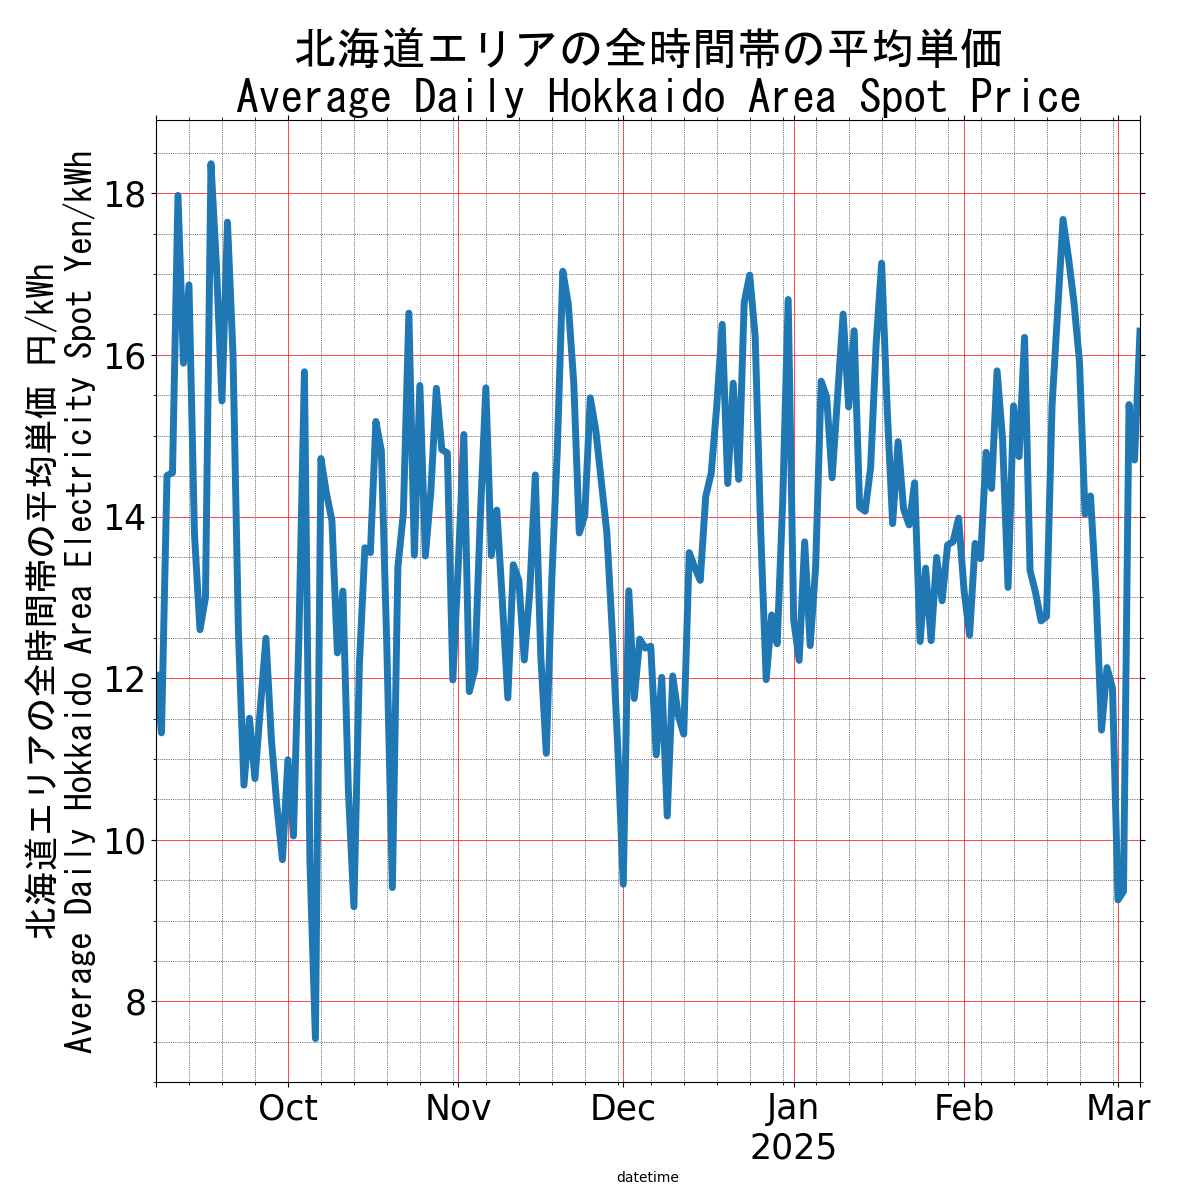 北海道エリアの全時間帯の平均単価
Average Daily Hokkaido Area Spot Price
北海道エリアの全時間帯の平均単価 円/kWh
Average Daily Hokkaido Area Electricity Spot Yen/kWh
18
16
14
12
10
8
Oct Nov Dec Jan Feb Mar
2025
datetime